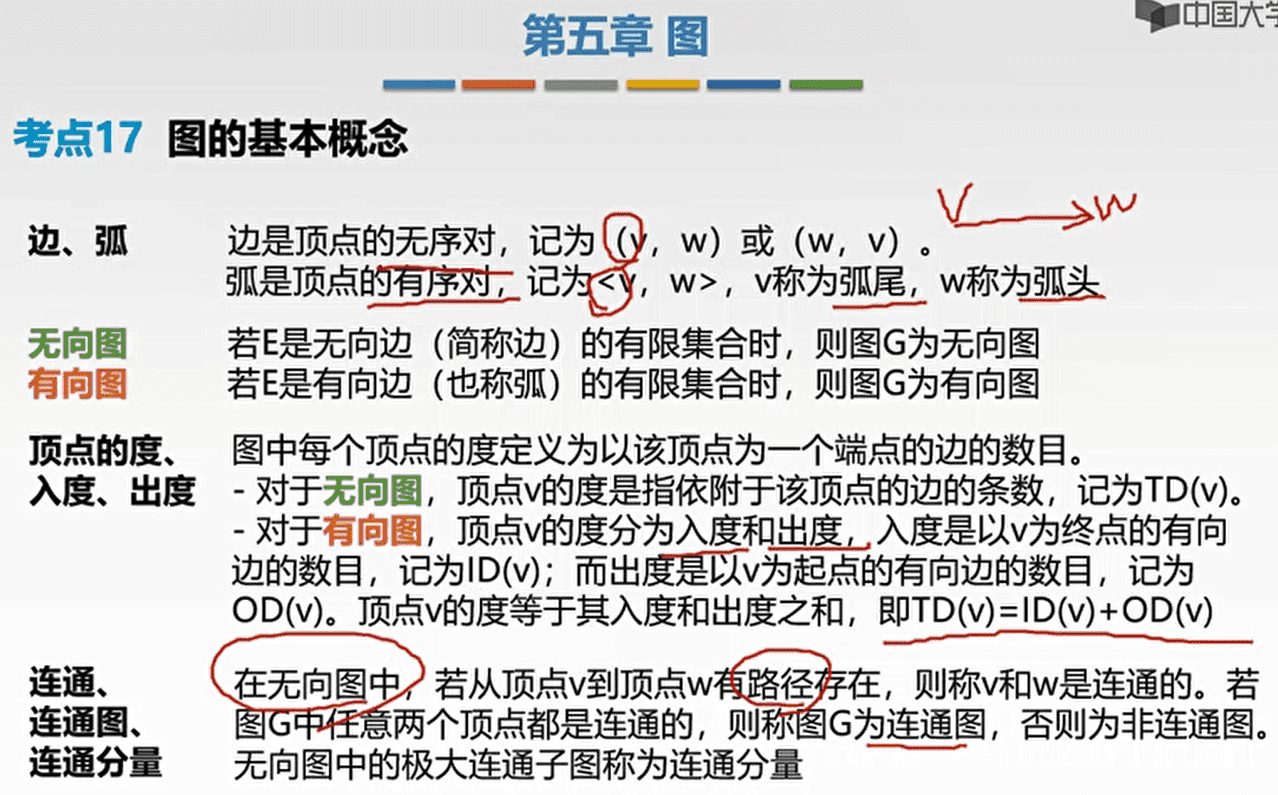 中国大学
第五章 图
考点17 图的基本概念
V → w
边、弧 边是顶点的无序对，记为（v，w）或（w，v）。
弧是顶点的有序对，记为<v，w>，v称为弧尾，w称为弧头
无向图 若E是无向边（简称边）的有限集合时，则图G为无向图
有向图 若E是有向边（也称弧）的有限集合时，则图G为有向图
顶点的度、 图中每个顶点的度定义为以该顶点为一个端点的边的数目。
入度、出度 - 对于无向图，顶点v的度是指依附于该顶点的边的条数，记为TD(v)。
- 对于有向图，顶点v的度分为入度和出度，入度是以v为终点的有向
边的数目，记为ID(v)；而出度是以v为起点的有向边的数目，记为
OD(v)。顶点v的度等于其入度和出度之和，即TD(v)=ID(v)+OD(v)
连通、 在无向图中，若从顶点v到顶点w有路径存在，则称v和w是连通的。若
连通图、 图G中任意两个顶点都是连通的，则称图G为连通图，否则为非连通图。
连通分量 无向图中的极大连通子图称为连通分量